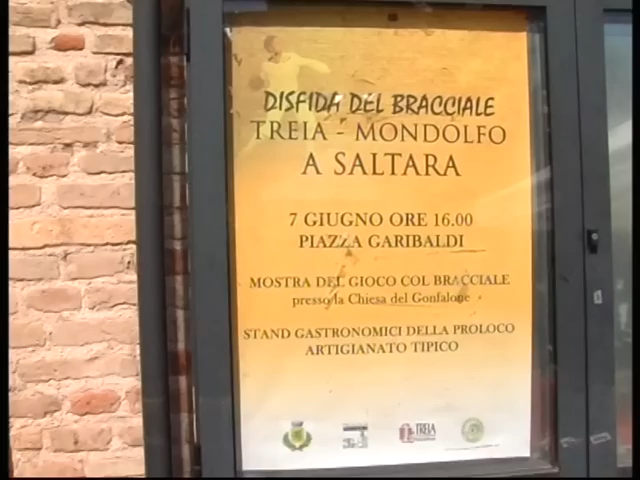 DISFIDA DEL BRACCIALE
TREIA - MONDOLFO
A SALTARA
7 GIUGNO ORE 16.00
PIAZZA GARIBALDI
MOSTRA DEL GIOCO COL BRACCIALE
presso la Chiesa del Gonfalone
STAND GASTRONOMICI DELLA PROLOCO
ARTIGIANATO TIPICO
TREIA